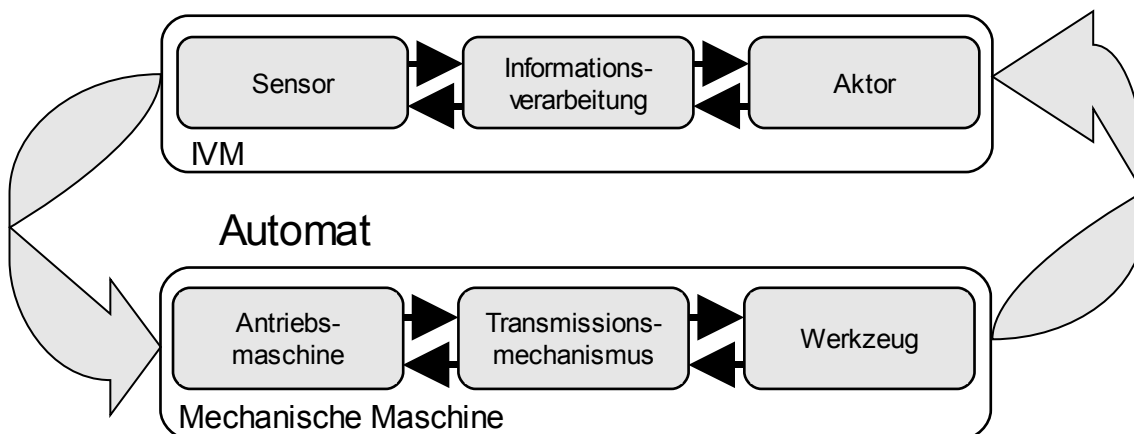 Sensor
Informations-
verarbeitung
Aktor
IVM
Automat
Antriebs-
maschine
Transmissions-
mechanismus
Werkzeug
Mechanische Maschine